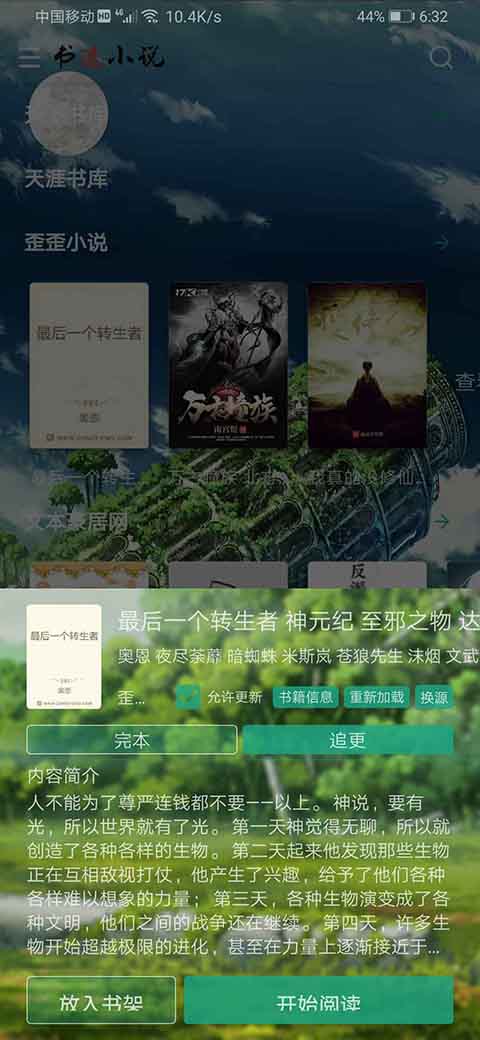 中国移动 HD 4G 10.4K/s 44% 6:32
书迷小说
天涯书库
歪歪小说
最后一个转生者
奥恩
17K
万古魔族
南宫煜
查看
最后一个转生...
我真的没修仙...
文本家居网
最后一个转生者
奥恩
反派
最后一个转生者 神元纪 至邪之物 达
奥恩 夜尽荼蘼 暗蜘蛛 米斯岚 苍狼先生 沫烟 文武
歪... 允许更新 书籍信息 重新加载 换源
完本 追更
内容简介
人不能为了尊严连钱都不要——以上。 神说，要有
光，所以世界就有了光。 第一天神觉得无聊，所以就
创造了各种各样的生物。 第二天起来他发现那些生物
正在互相敌视打仗，他产生了兴趣，给予了他们各种
各样难以想象的力量； 第三天，各种生物演变成了各
种文明，他们之间的战争还在继续。 第四天，许多生
物开始超越极限的进化，甚至在力量上逐渐接近于...
放入书架 开始阅读